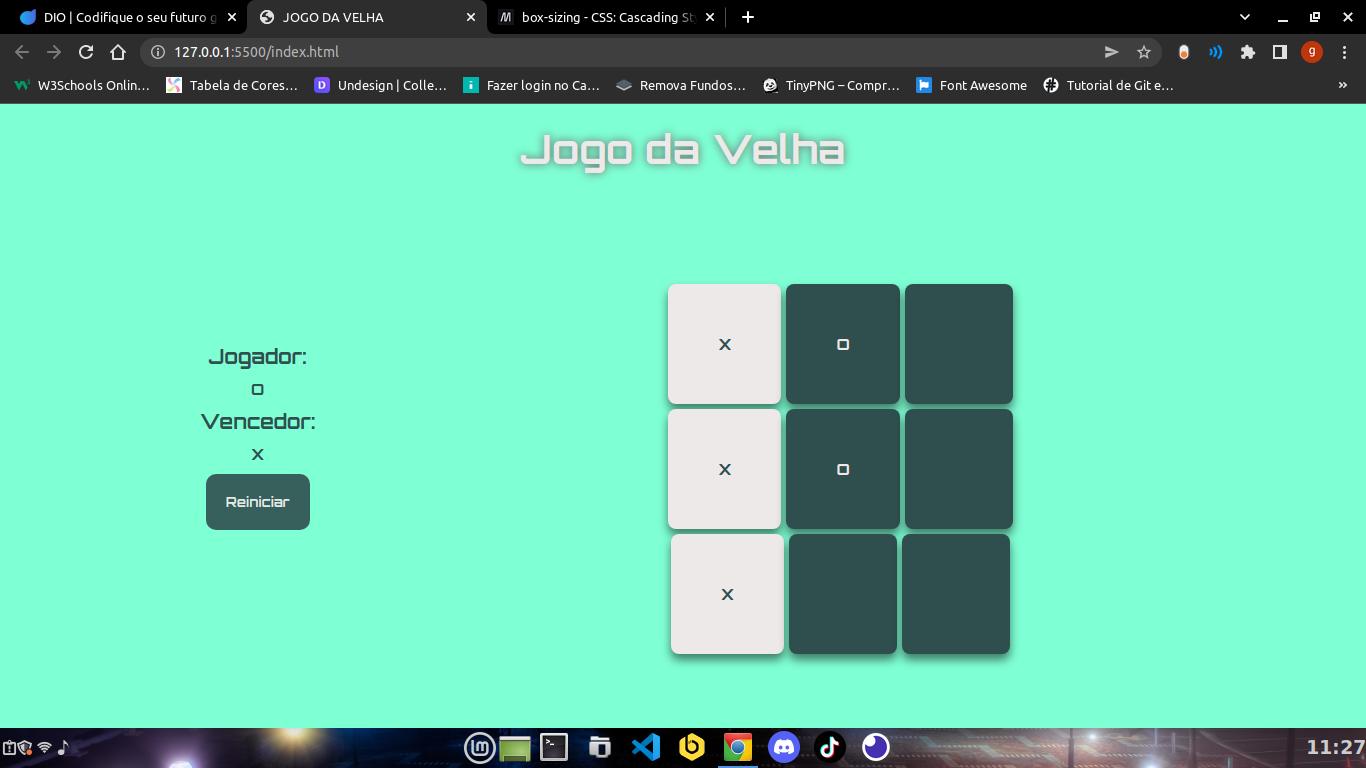 DIO | Codifique o seu futuro g
JOGO DA VELHA
box-sizing - CSS: Cascading St
127.0.0.1:5500/index.html
g
W3Schools Onlin…
Tabela de Cores…
Undesign | Colle…
Fazer login no Ca…
Remova Fundos…
TinyPNG – Compr…
Font Awesome
Tutorial de Git e…
»
Jogo da Velha
Jogador:
o
Vencedor:
x
Reiniciar
x o
x o
x
11:27